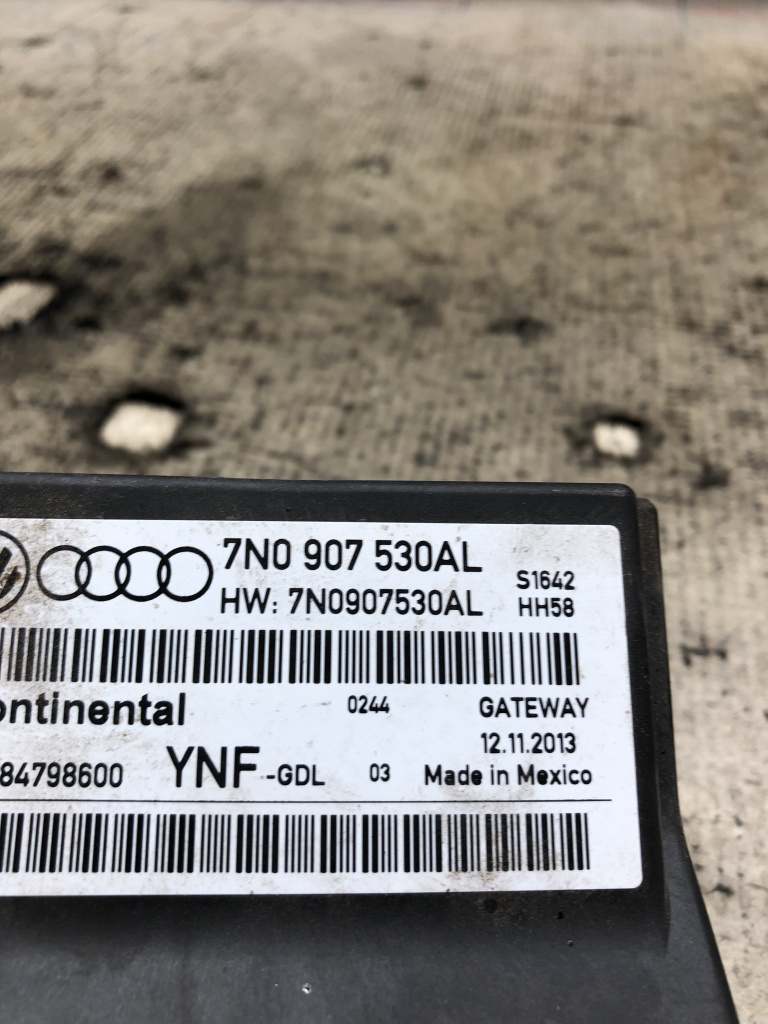 7N0 907 530AL
S1642
HW: 7N0907530AL
HH58
ontinental
0244
GATEWAY
12.11.2013
84798600
YNF-GDL
03
Made in Mexico